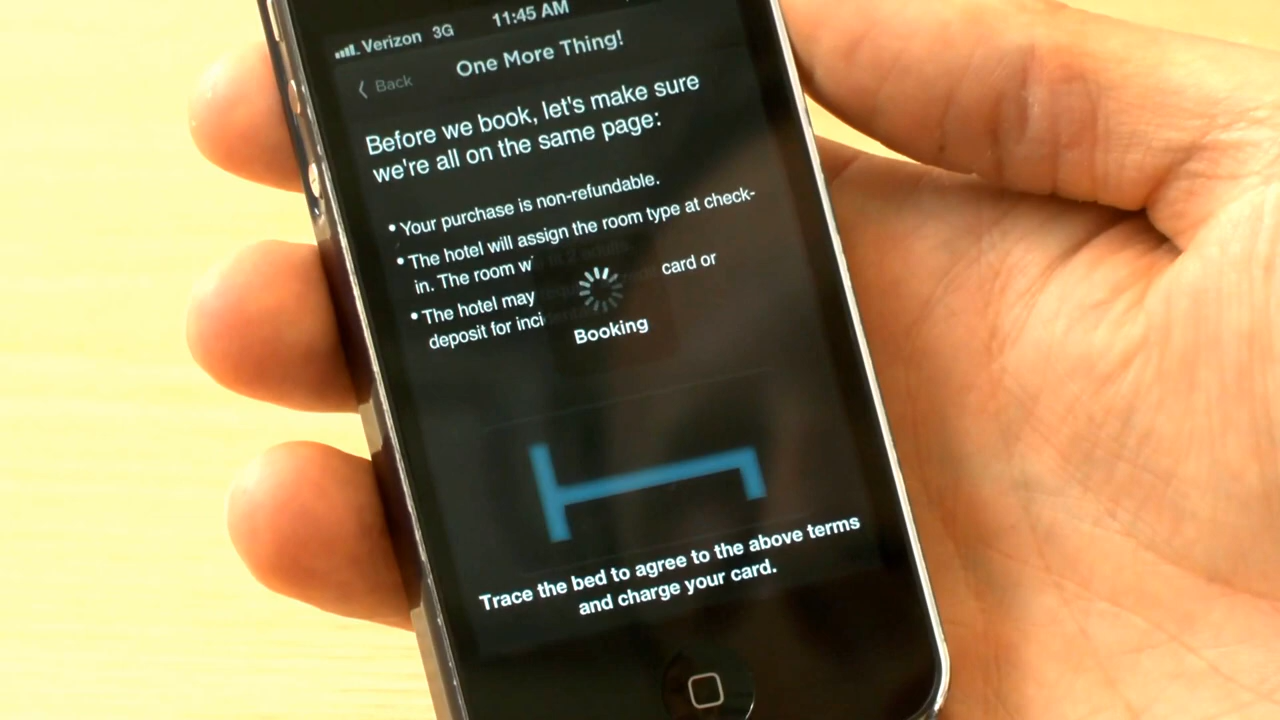 Verizon 3G 11:45 AM
Back One More Thing!
Before we book, let's make sure
we're all on the same page:
• Your purchase is non-refundable.
• The hotel will assign the room type at check-
in. The room w
• The hotel may card or
deposit for inci
Booking
Trace the bed to agree to the above terms
and charge your card.